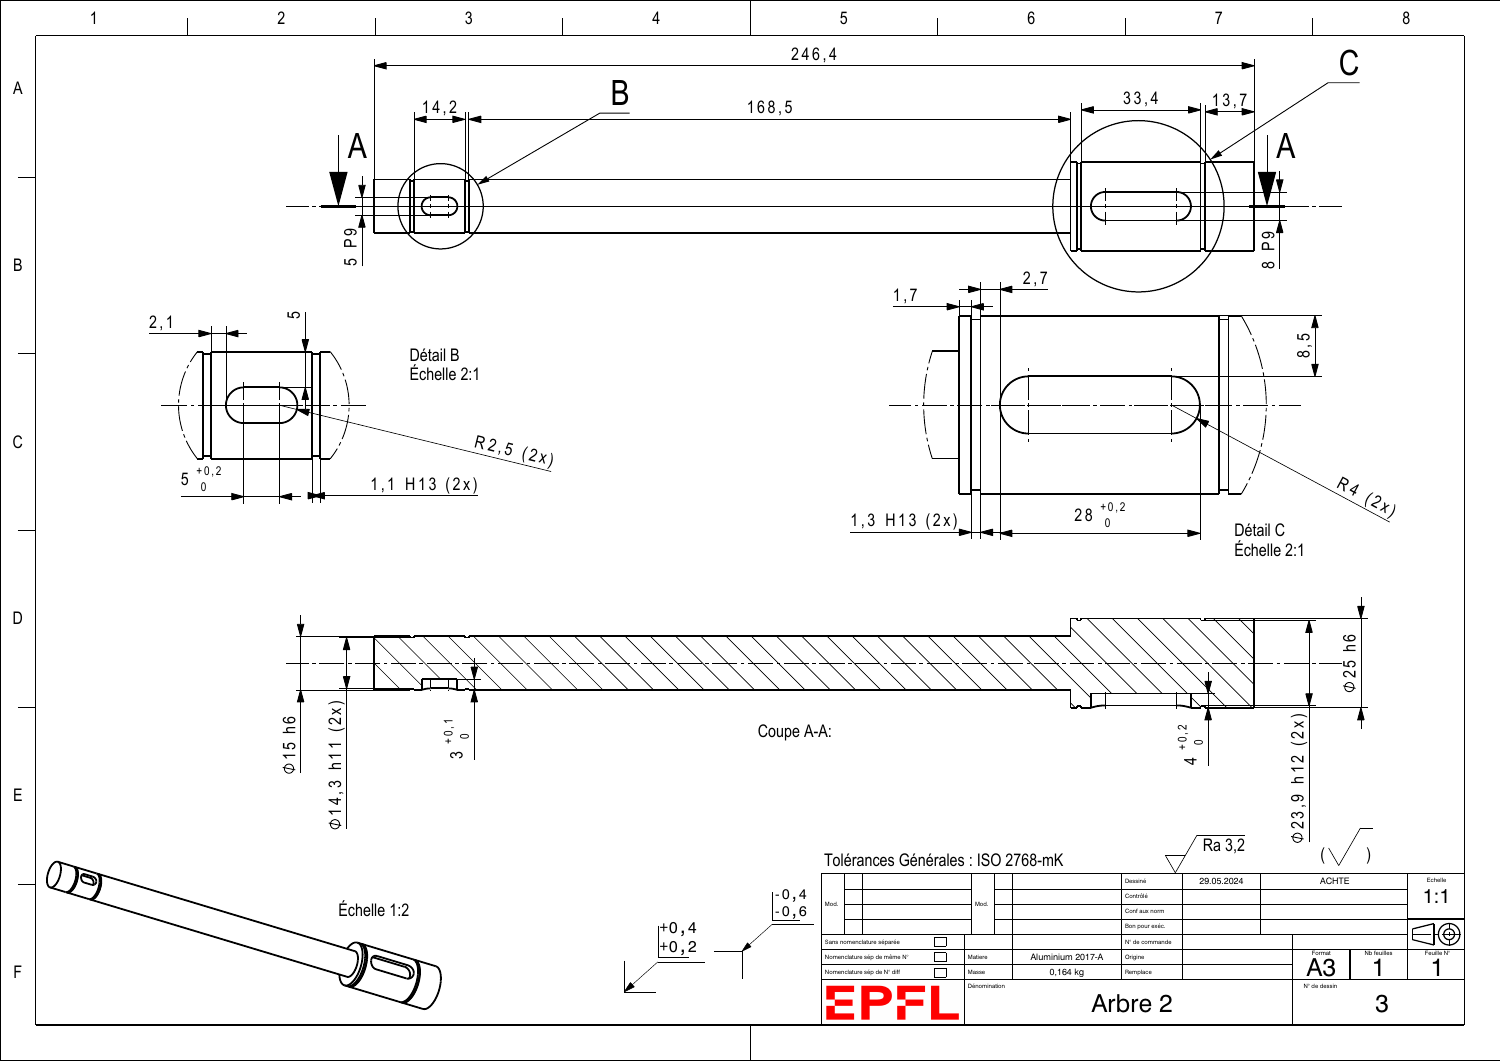 1 2 3 4 5 6 7 8
A
B
C
D
E
F
246,4
14,2
B
168,5
33,4
13,7
C
A
A
5 P9
8 P9
2,1
5
Détail B
Échelle 2:1
R2,5 (2x)
5 +0,2 0
1,1 H13 (2x)
1,7
2,7
8,5
R4 (2x)
1,3 H13 (2x)
28 +0,2 0
Détail C
Échelle 2:1
Φ15 h6
Φ14,3 h11 (2x)
3 +0,1 0
Coupe A-A:
4 +0,2 0
Φ23,9 h12 (2x)
Φ25 h6
Échelle 1:2
+0,4
+0,2
-0,4
-0,6
Tolérances Générales : ISO 2768-mK
Ra 3,2
( )
Mod.
Mod.
Dessiné 29.05.2024 ACHTE
Contrôlé
Conf aux norm
Bon pour exéc.
Echelle
1:1
Sans nomenclature séparée
Nomenclature sép de même N°
Nomenclature sép de N° diff
N° de commande
Matiere Aluminium 2017-A
Origine
Masse 0,164 kg
Remplace
Format
A3
Nb feuilles
1
Feuille N°
1
EPFL
Dénomination
Arbre 2
N° de dessin
3